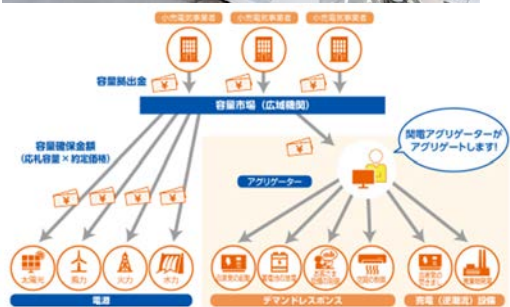 小売電気事業者 小売電気事業者 小売電気事業者
容量拠出金
容量市場（広域機関）
容量確保金額
（応札容量×約定価格）
関電アグリゲーターが
アグリゲートします！
アグリゲーター
太陽光 風力 火力 水力
空調の制御
電源 デマンドレスポンス 発電（逆潮流）設備